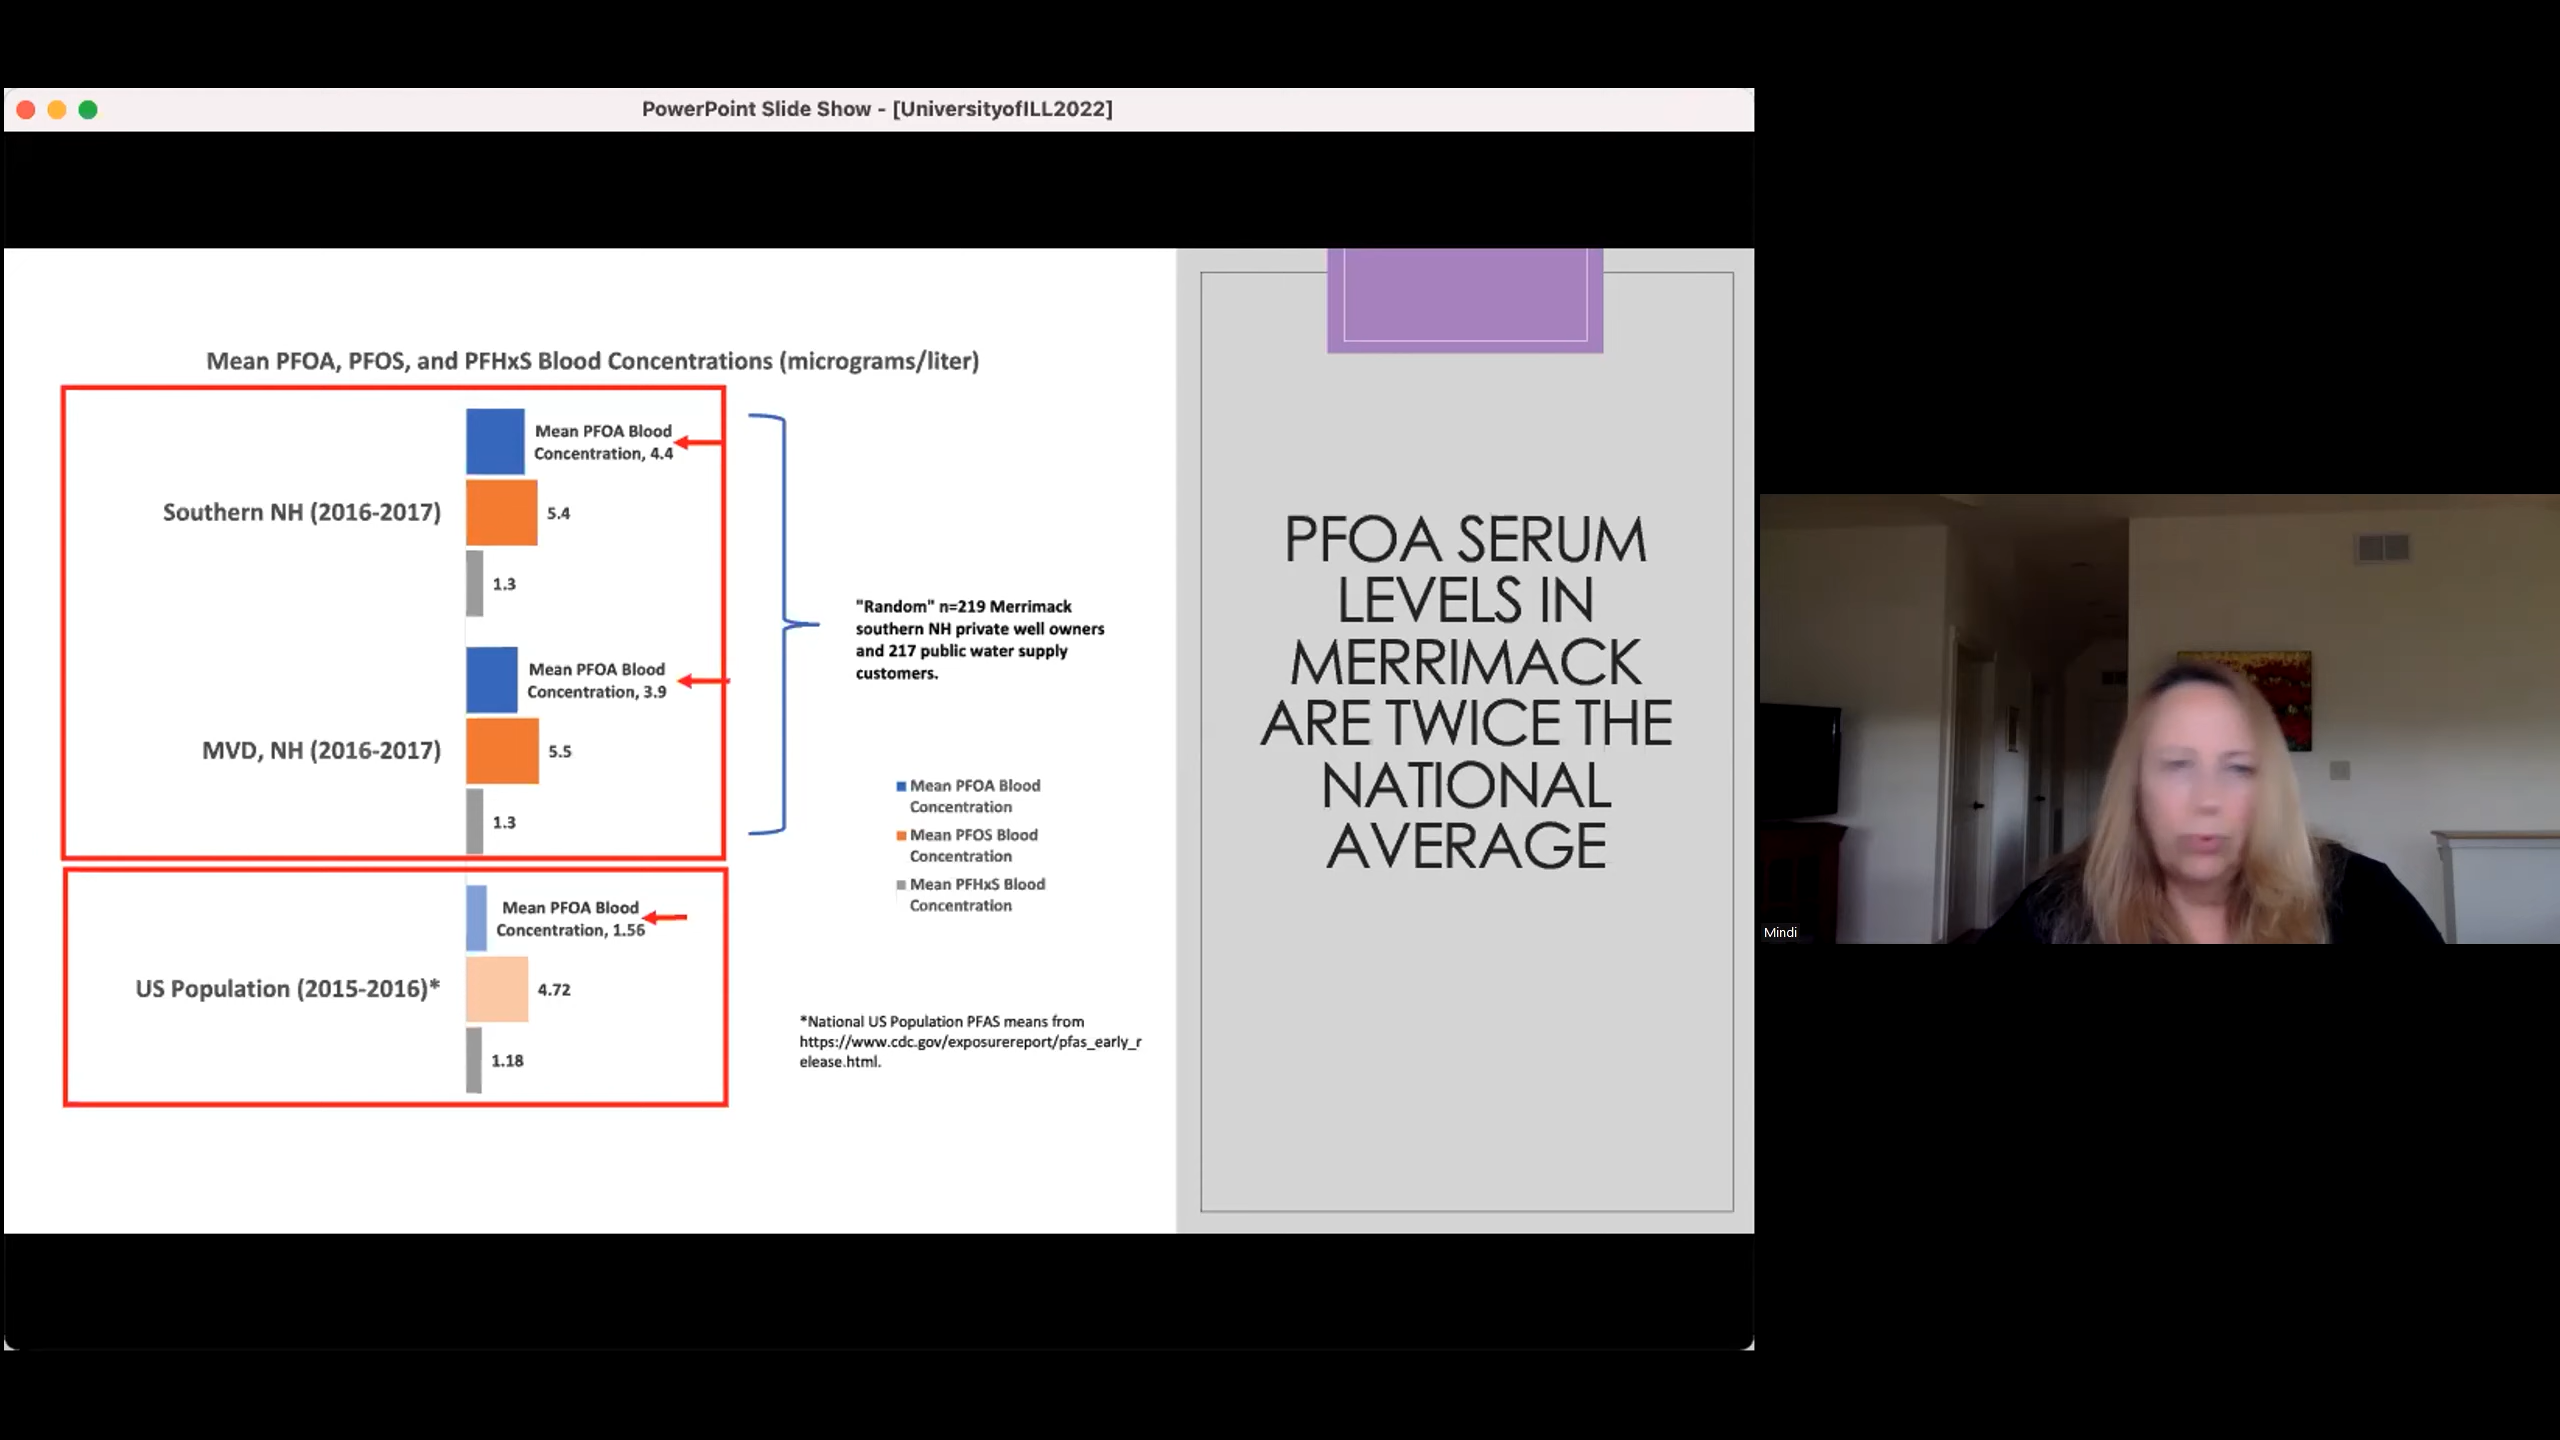 PowerPoint Slide Show - [UniversityofILL2022]
Mean PFOA, PFOS, and PFHxS Blood Concentrations (micrograms/liter)
Mean PFOA Blood
Concentration, 4.4
Southern NH (2016-2017)
5.4
1.3
Mean PFOA Blood
Concentration, 3.9
MVD, NH (2016-2017)
5.5
1.3
Mean PFOA Blood
Concentration, 1.56
US Population (2015-2016)*
4.72
1.18
"Random" n=219 Merrimack
southern NH private well owners
and 217 public water supply
customers.
Mean PFOA Blood
Concentration
Mean PFOS Blood
Concentration
Mean PFHxS Blood
Concentration
*National US Population PFAS means from
https://www.cdc.gov/exposurereport/pfas_early_r
elease.html.
PFOA SERUM
LEVELS IN
MERRIMACK
ARE TWICE THE
NATIONAL
AVERAGE
Mindi